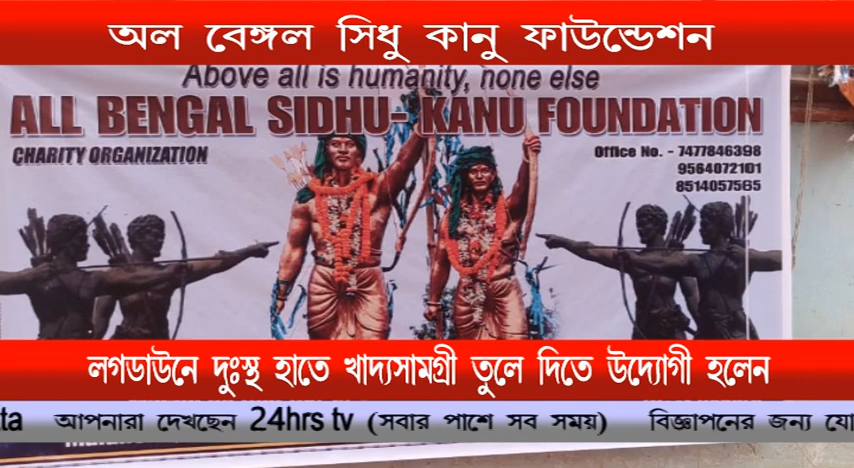 অল বেঙ্গল সিধু কানু ফাউন্ডেশন
Above all is humanity, none else
ALL BENGAL SIDHU- KANU FOUNDATION
CHARITY ORGANIZATION
Office No. - 7477846398
9564072101
8514057565
লগডাউনে দুঃস্থ হাতে খাদ্যসামগ্রী তুলে দিতে উদ্যোগী হলেন
tta আপনারা দেখছেন 24hrs tv (সবার পাশে সব সময়) বিজ্ঞাপনের জন্য যো